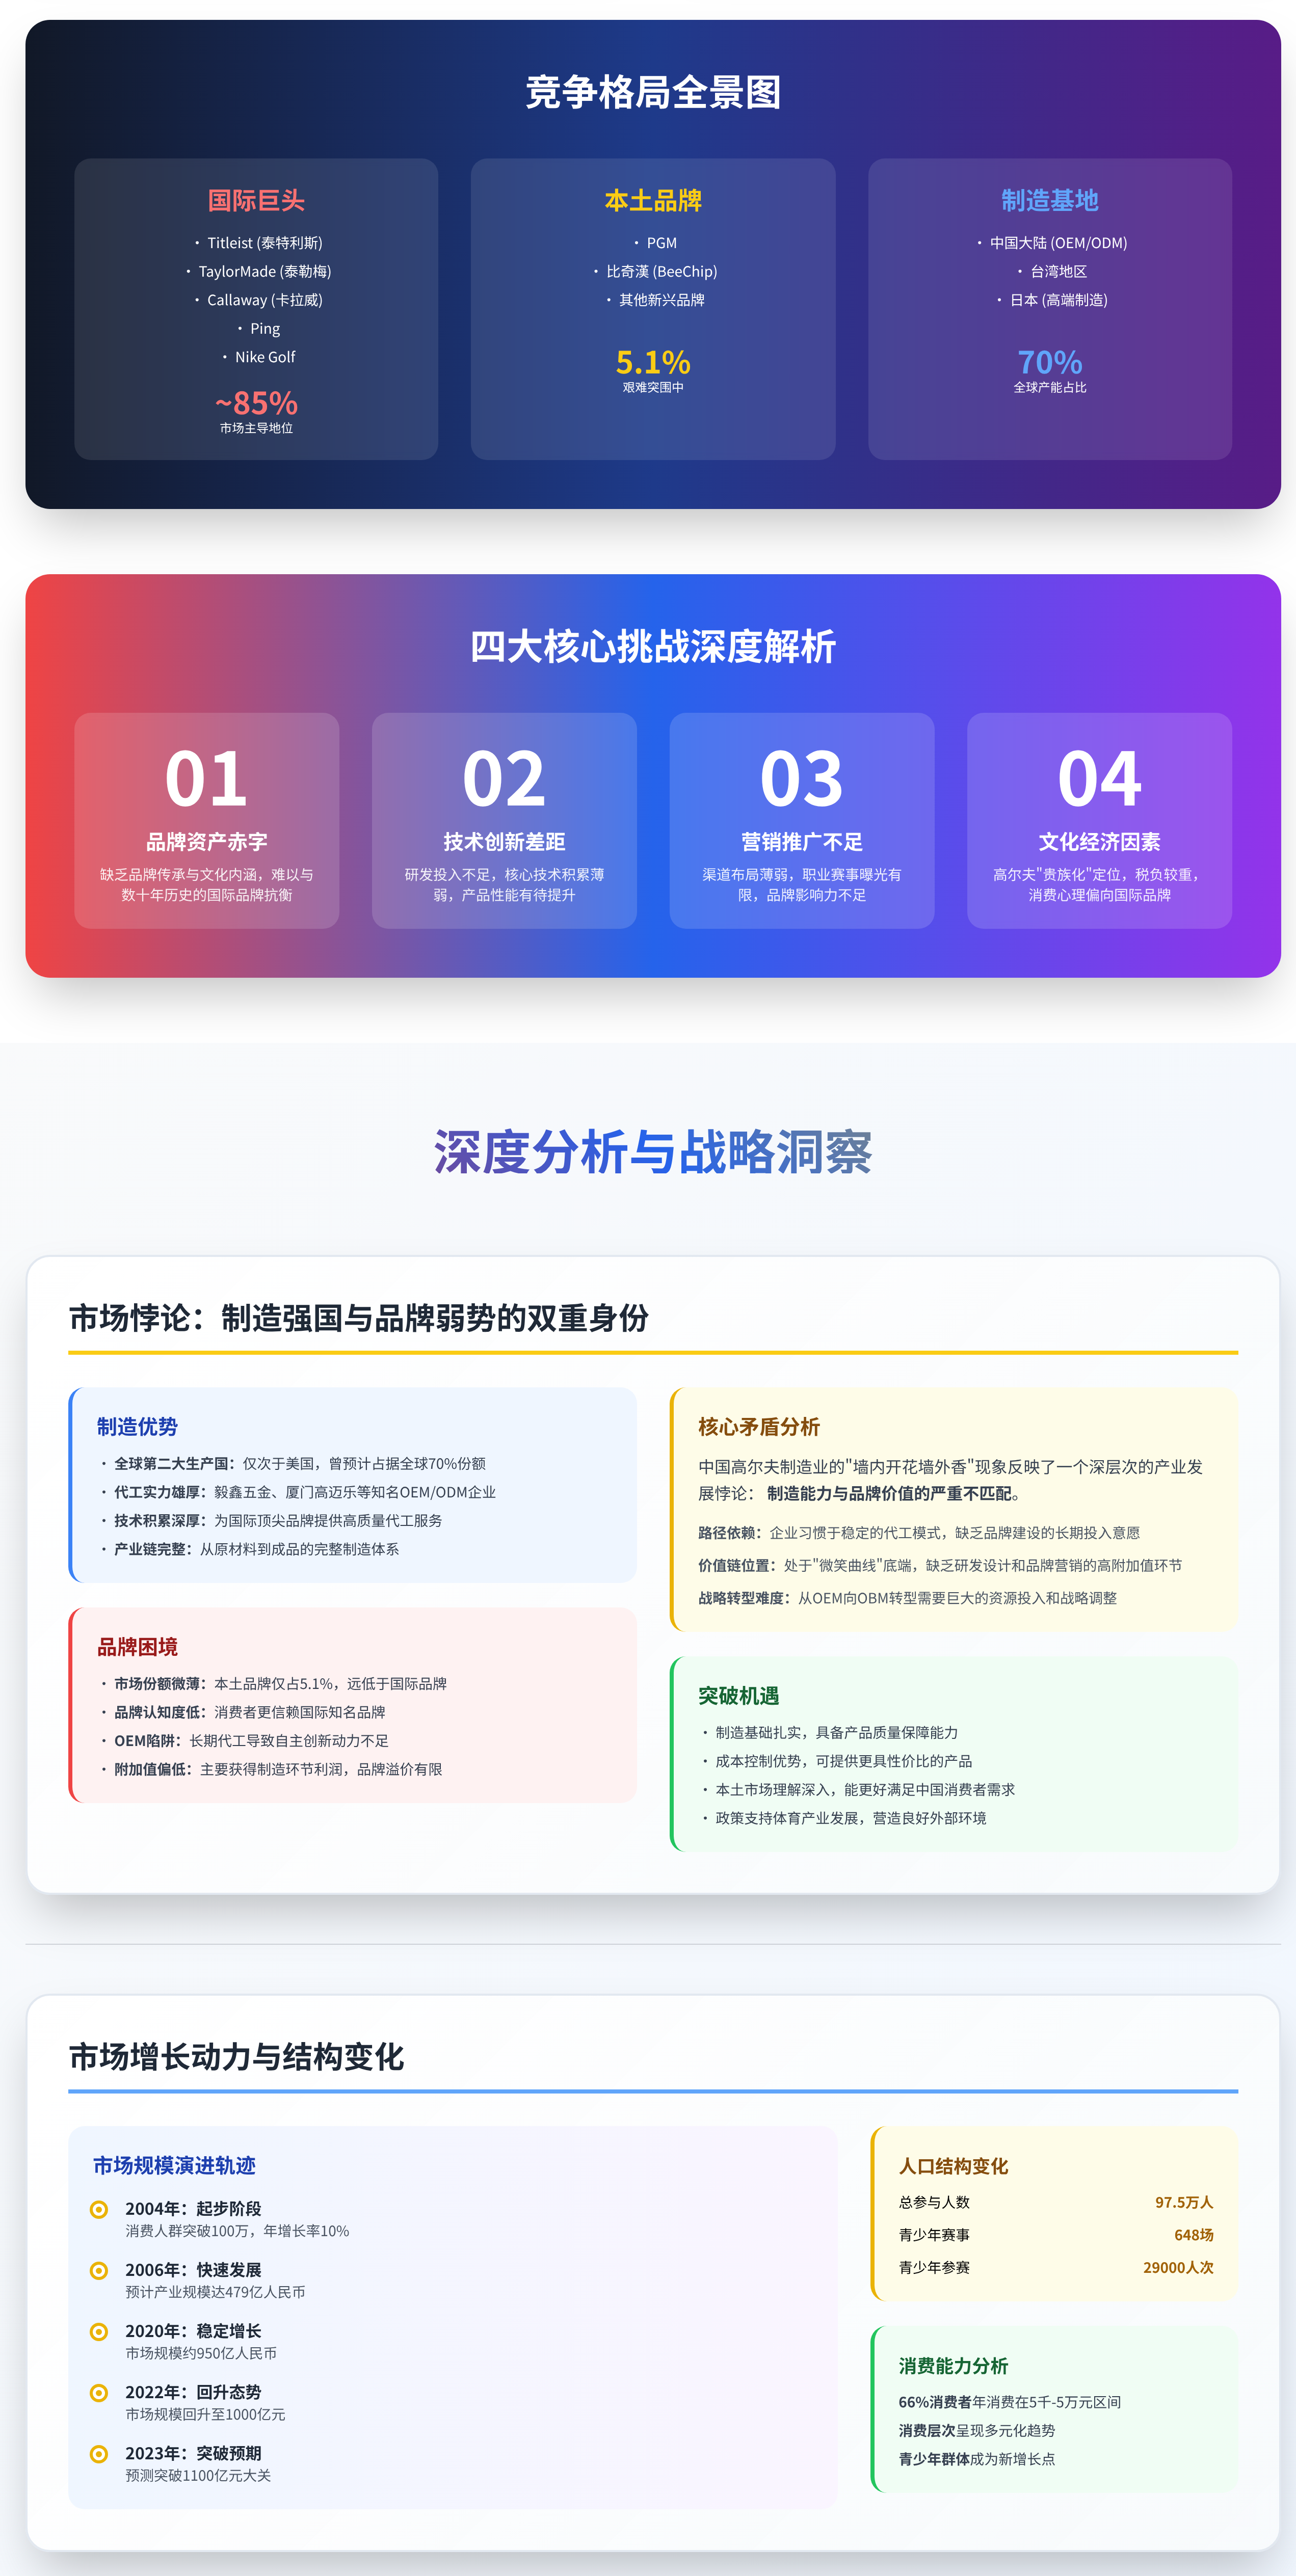 竞争格局全景图
国际巨头
• Titleist (泰特利斯)
• TaylorMade (泰勒梅)
• Callaway (卡拉威)
• Ping
• Nike Golf
~85%
市场主导地位
本土品牌
• PGM
• 比奇漢 (BeeChip)
• 其他新兴品牌
5.1%
艰难突围中
制造基地
• 中国大陆 (OEM/ODM)
• 台湾地区
• 日本 (高端制造)
70%
全球产能占比
四大核心挑战深度解析
01
品牌资产赤字
缺乏品牌传承与文化内涵，难以与
数十年历史的国际品牌抗衡
02
技术创新差距
研发投入不足，核心技术积累薄
弱，产品性能有待提升
03
营销推广不足
渠道布局薄弱，职业赛事曝光有
限，品牌影响力不足
04
文化经济因素
高尔夫"贵族化"定位，税负较重，
消费心理偏向国际品牌
深度分析与战略洞察
市场悖论：制造强国与品牌弱势的双重身份
制造优势
• 全球第二大生产国：仅次于美国，曾预计占据全球70%份额
• 代工实力雄厚：毅鑫五金、厦门高迈乐等知名OEM/ODM企业
• 技术积累深厚：为国际顶尖品牌提供高质量代工服务
• 产业链完整：从原材料到成品的完整制造体系
品牌困境
• 市场份额微薄：本土品牌仅占5.1%，远低于国际品牌
• 品牌认知度低：消费者更信赖国际知名品牌
• OEM陷阱：长期代工导致自主创新动力不足
• 附加值偏低：主要获得制造环节利润，品牌溢价有限
核心矛盾分析
中国高尔夫制造业的"墙内开花墙外香"现象反映了一个深层次的产业发
展悖论： 制造能力与品牌价值的严重不匹配。
路径依赖：企业习惯于稳定的代工模式，缺乏品牌建设的长期投入意愿
价值链位置：处于"微笑曲线"底端，缺乏研发设计和品牌营销的高附加值环节
战略转型难度：从OEM向OBM转型需要巨大的资源投入和战略调整
突破机遇
• 制造基础扎实，具备产品质量保障能力
• 成本控制优势，可提供更具性价比的产品
• 本土市场理解深入，能更好满足中国消费者需求
• 政策支持体育产业发展，营造良好外部环境
市场增长动力与结构变化
市场规模演进轨迹
2004年：起步阶段
消费人群突破100万，年增长率10%
2006年：快速发展
预计产业规模达479亿人民币
2020年：稳定增长
市场规模约950亿人民币
2022年：回升态势
市场规模回升至1000亿元
2023年：突破预期
预测突破1100亿元大关
人口结构变化
总参与人数 97.5万人
青少年赛事 648场
青少年参赛 29000人次
消费能力分析
66%消费者年消费在5千-5万元区间
消费层次呈现多元化趋势
青少年群体成为新增长点